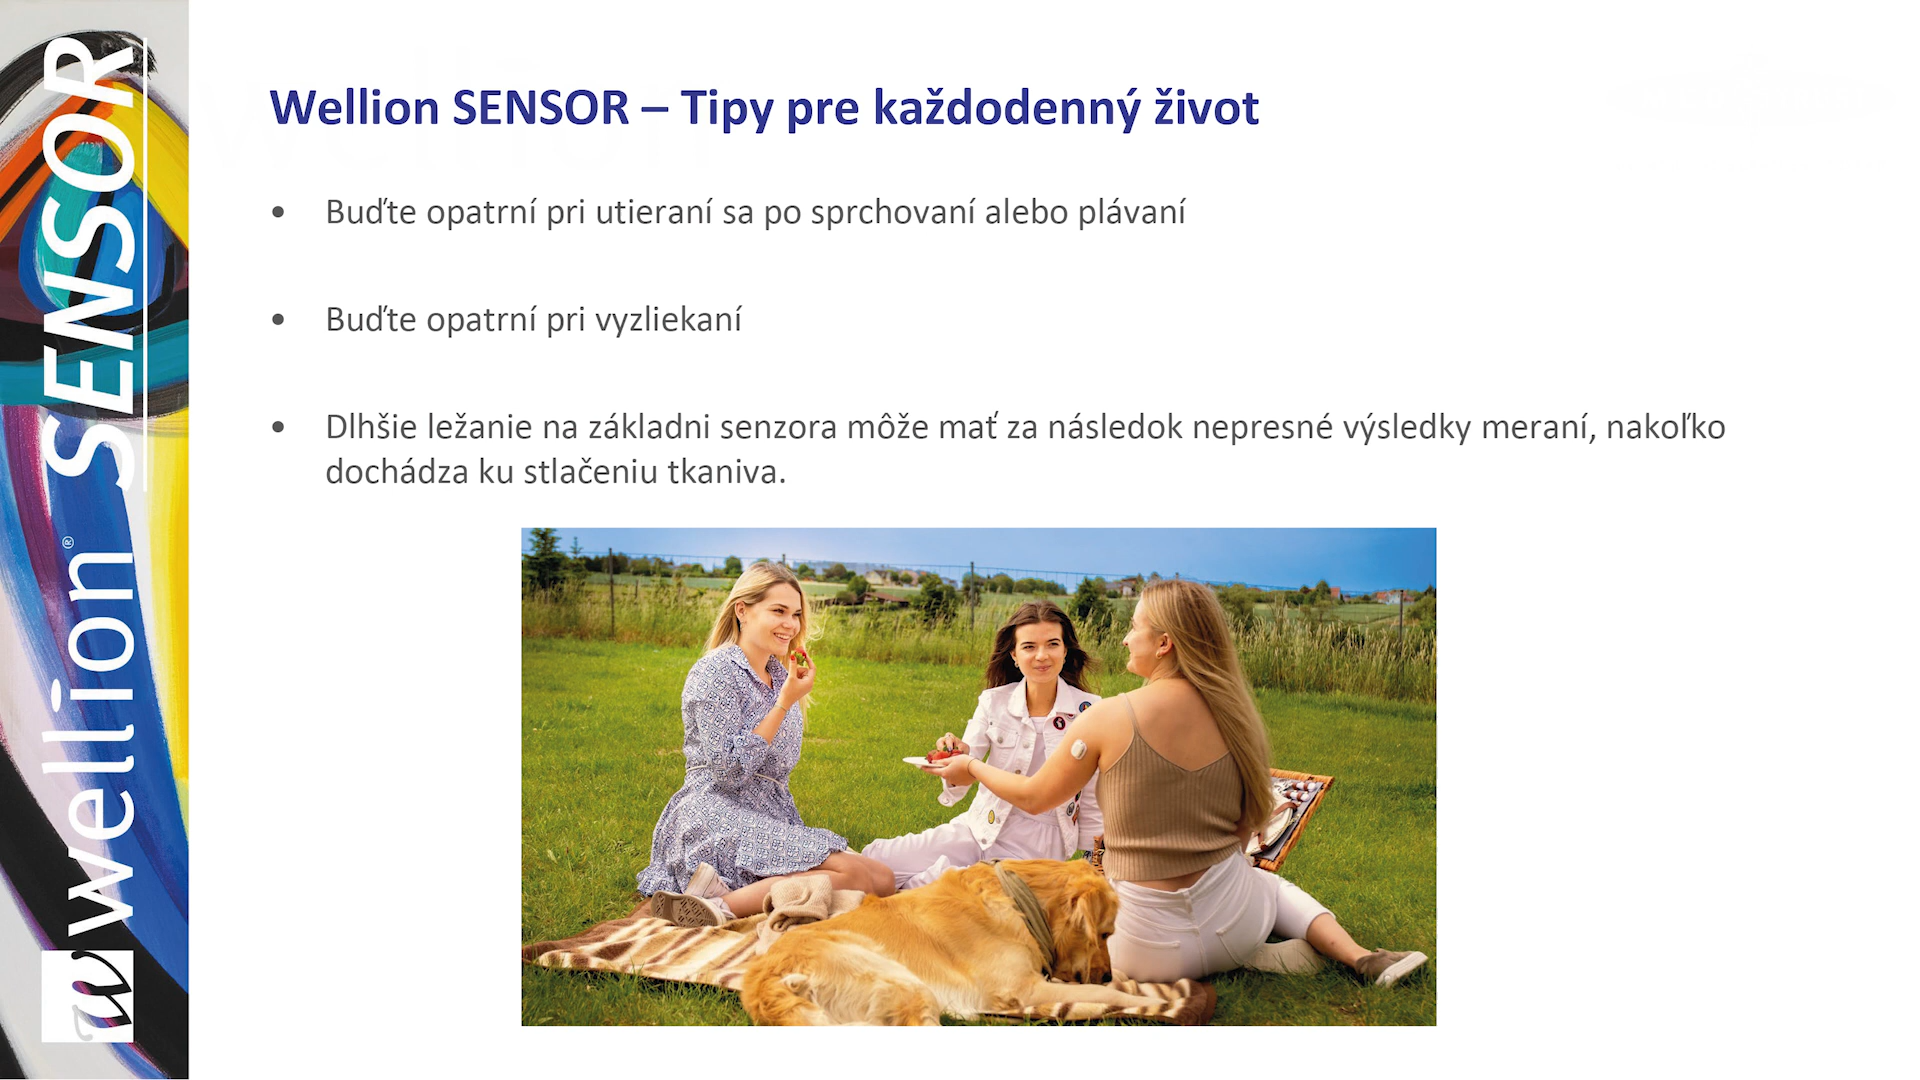 Wellion SENSOR – Tipy pre každodenný život
• Buďte opatrní pri utieraní sa po sprchovaní alebo plávaní
• Buďte opatrní pri vyzliekaní
• Dlhšie ležanie na základni senzora môže mať za následok nepresné výsledky meraní, nakoľko
dochádza ku stlačeniu tkaniva.
wellion® SENSOR